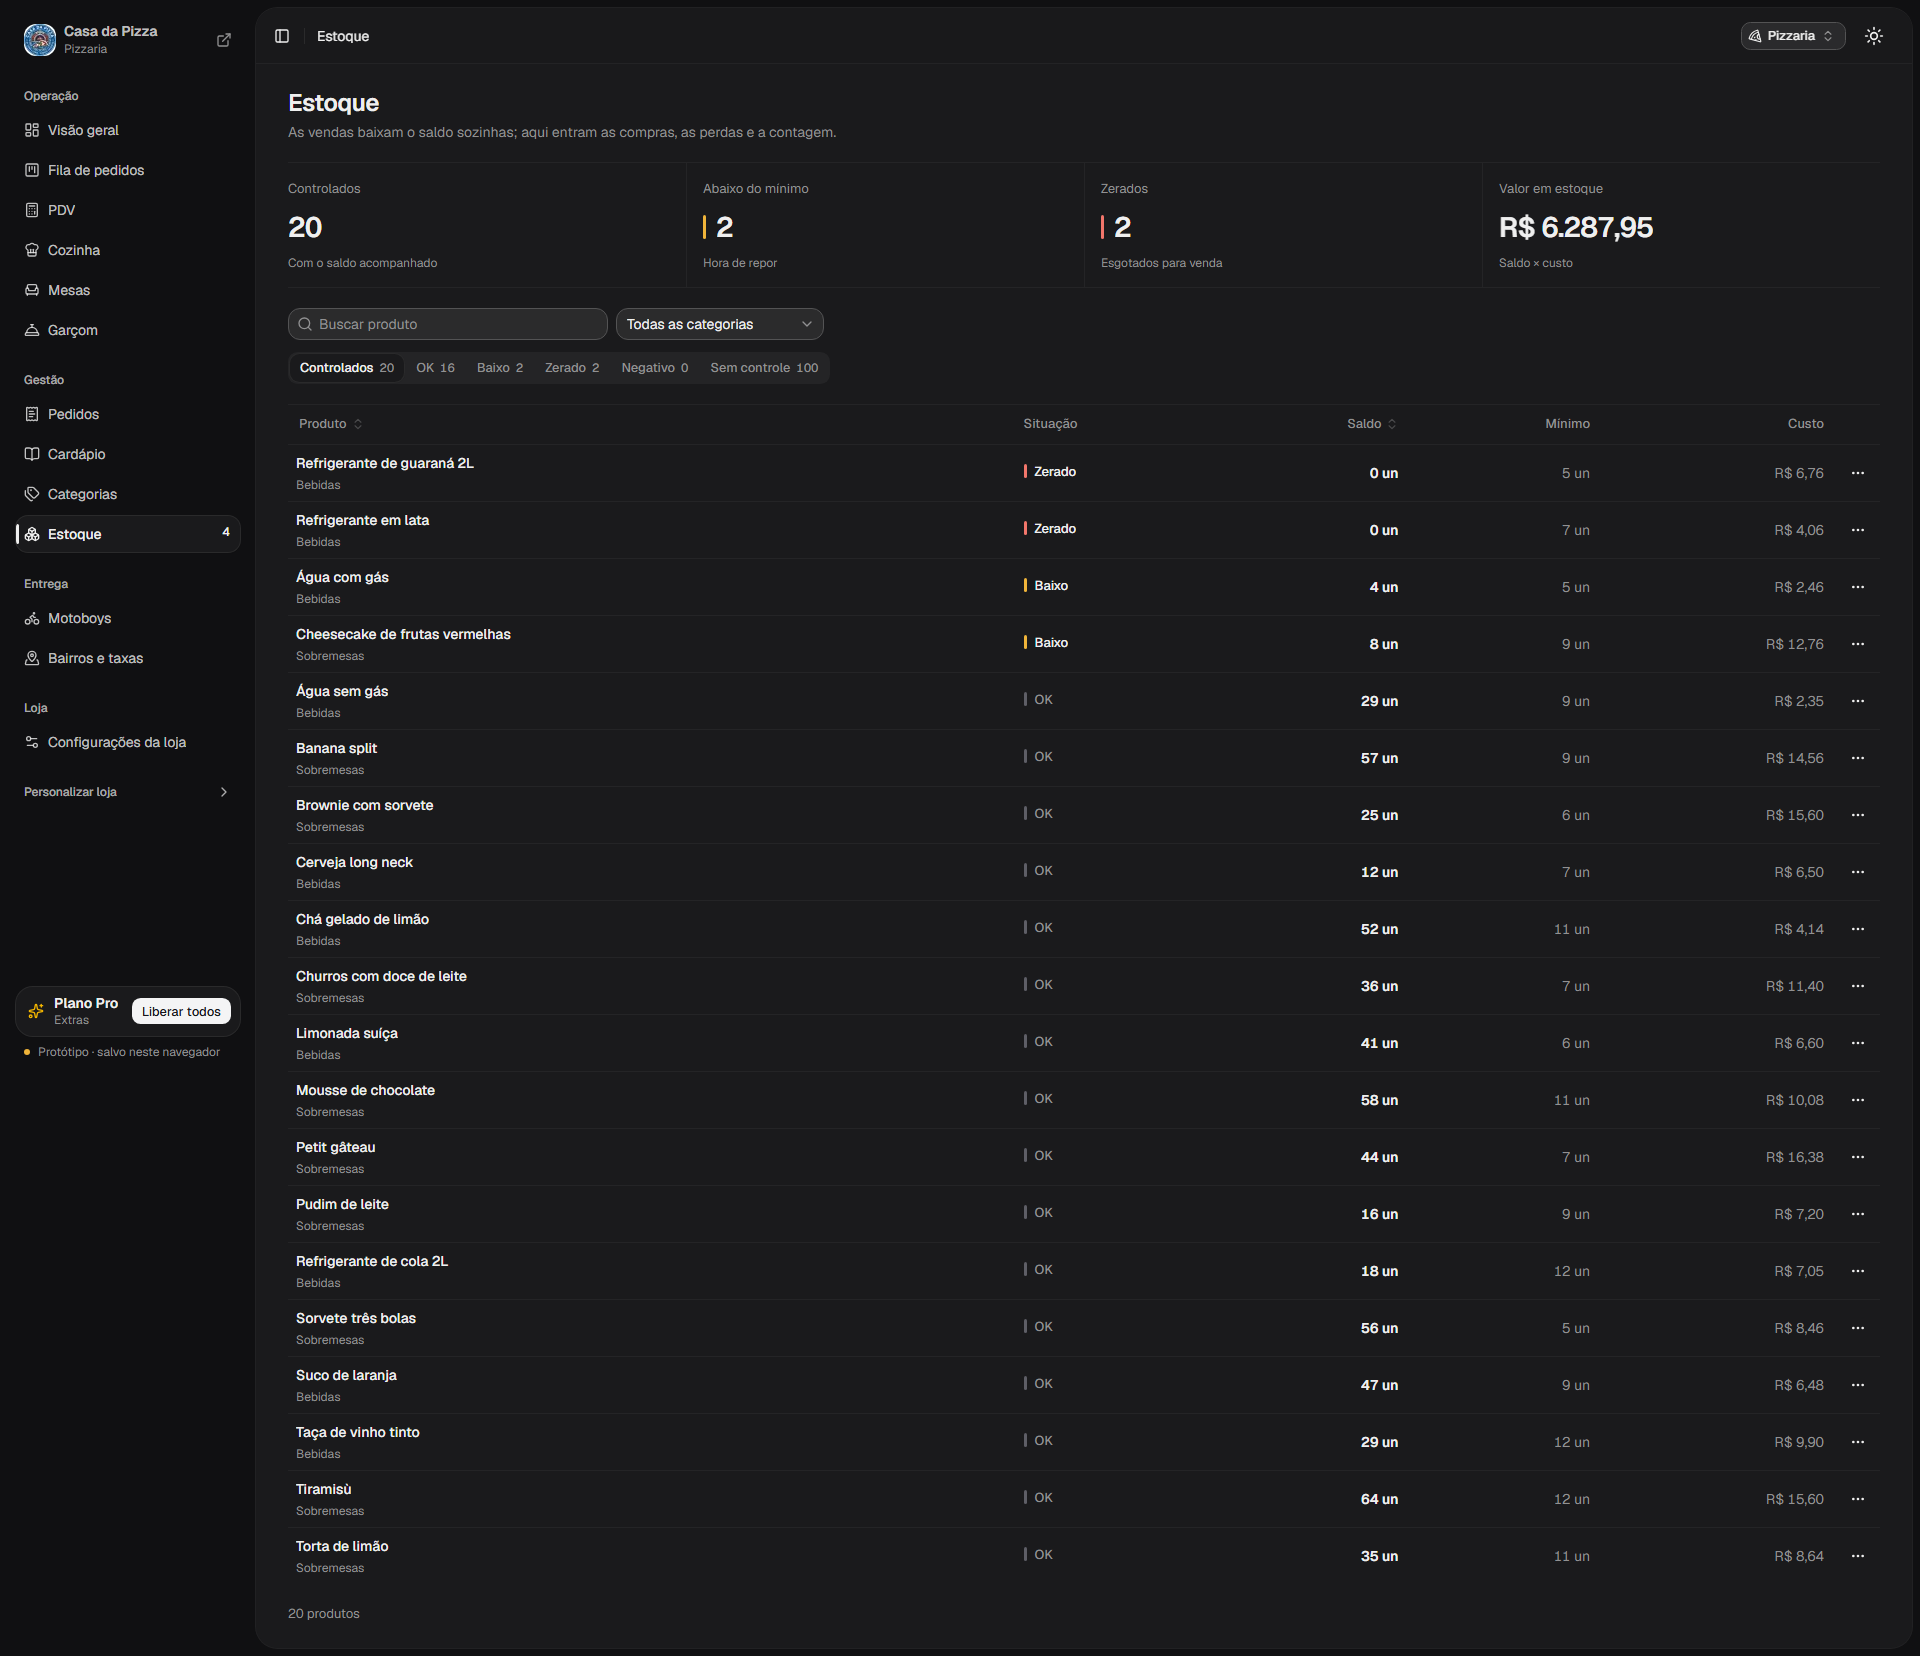 Casa da Pizza
Pizzaria
Operação
Visão geral
Fila de pedidos
PDV
Cozinha
Mesas
Garçom
Gestão
Pedidos
Cardápio
Categorias
Estoque 4
Entrega
Motoboys
Bairros e taxas
Loja
Configurações da loja
Personalizar loja
Plano Pro
Extras
Liberar todos
Protótipo · salvo neste navegador
Estoque
Pizzaria
Estoque
As vendas baixam o saldo sozinhas; aqui entram as compras, as perdas e a contagem.
Controlados
20
Com o saldo acompanhado
Abaixo do mínimo
2
Hora de repor
Zerados
2
Esgotados para venda
Valor em estoque
R$ 6.287,95
Saldo × custo
Buscar produto
Todas as categorias
Controlados 20 OK 16 Baixo 2 Zerado 2 Negativo 0 Sem controle 100
Produto Situação Saldo Mínimo Custo
Refrigerante de guaraná 2L
Bebidas
Zerado 0 un 5 un R$ 6,76
Refrigerante em lata
Bebidas
Zerado 0 un 7 un R$ 4,06
Água com gás
Bebidas
Baixo 4 un 5 un R$ 2,46
Cheesecake de frutas vermelhas
Sobremesas
Baixo 8 un 9 un R$ 12,76
Água sem gás
Bebidas
OK 29 un 9 un R$ 2,35
Banana split
Sobremesas
OK 57 un 9 un R$ 14,56
Brownie com sorvete
Sobremesas
OK 25 un 6 un R$ 15,60
Cerveja long neck
Bebidas
OK 12 un 7 un R$ 6,50
Chá gelado de limão
Bebidas
OK 52 un 11 un R$ 4,14
Churros com doce de leite
Sobremesas
OK 36 un 7 un R$ 11,40
Limonada suíça
Bebidas
OK 41 un 6 un R$ 6,60
Mousse de chocolate
Sobremesas
OK 58 un 11 un R$ 10,08
Petit gâteau
Sobremesas
OK 44 un 7 un R$ 16,38
Pudim de leite
Sobremesas
OK 16 un 9 un R$ 7,20
Refrigerante de cola 2L
Bebidas
OK 18 un 12 un R$ 7,05
Sorvete três bolas
Sobremesas
OK 56 un 5 un R$ 8,46
Suco de laranja
Bebidas
OK 47 un 9 un R$ 6,48
Taça de vinho tinto
Bebidas
OK 29 un 12 un R$ 9,90
Tiramisù
Sobremesas
OK 64 un 12 un R$ 15,60
Torta de limão
Sobremesas
OK 35 un 11 un R$ 8,64
20 produtos